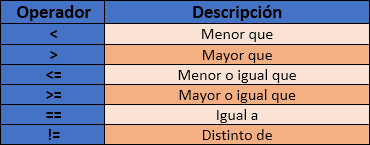 Operador Descripción
< Menor que
> Mayor que
<= Menor o igual que
>= Mayor o igual que
== Igual a
!= Distinto de